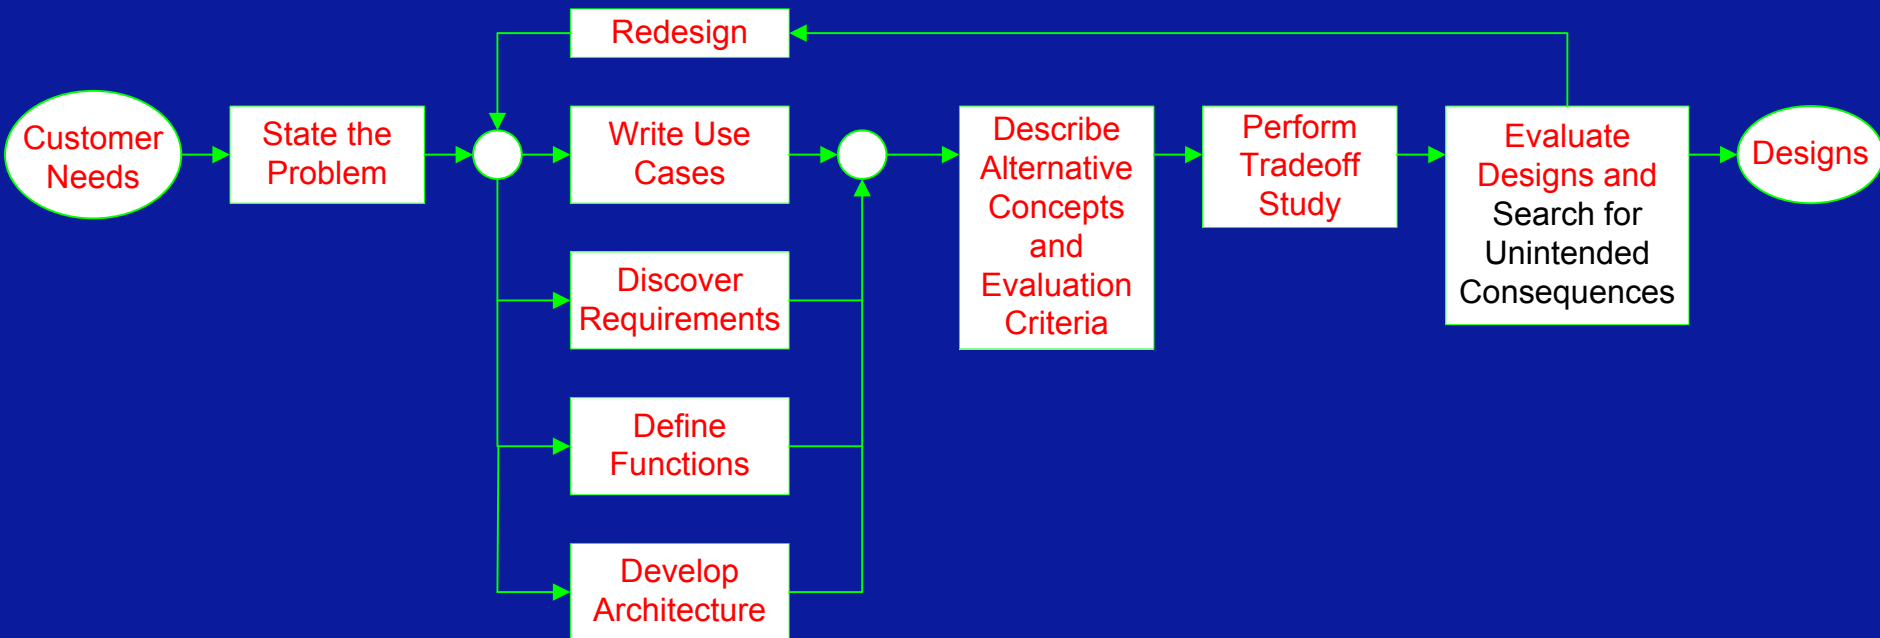 Redesign
Customer
Needs
State the
Problem
Write Use
Cases
Discover
Requirements
Define
Functions
Develop
Architecture
Describe
Alternative
Concepts
and
Evaluation
Criteria
Perform
Tradeoff
Study
Evaluate
Designs and
Search for
Unintended
Consequences
Designs